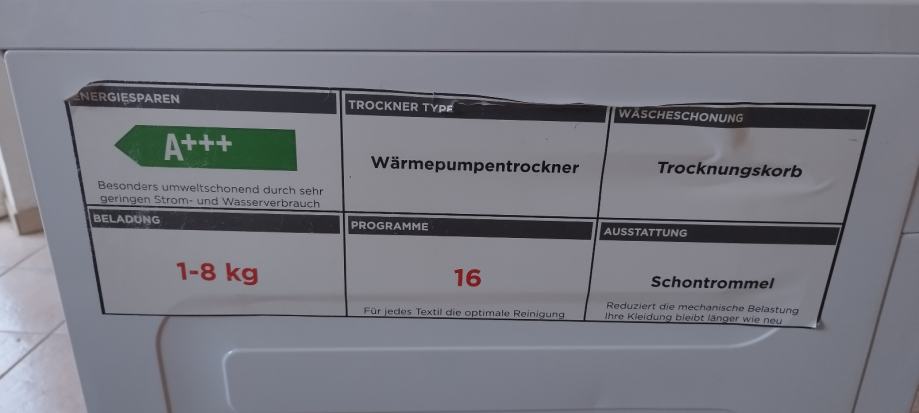 ENERGIESPAREN
A+++
Besonders umweltschonend durch sehr
geringen Strom- und Wasserverbrauch
TROCKNER TYPE
Wärmepumpentrockner
WÄSCHESCHONUNG
Trocknungskorb
BELADUNG
1-8 kg
PROGRAMME
16
Für jedes Textil die optimale Reinigung
AUSSTATTUNG
Schontrommel
Reduziert die mechanische Belastung
Ihre Kleidung bleibt länger wie neu